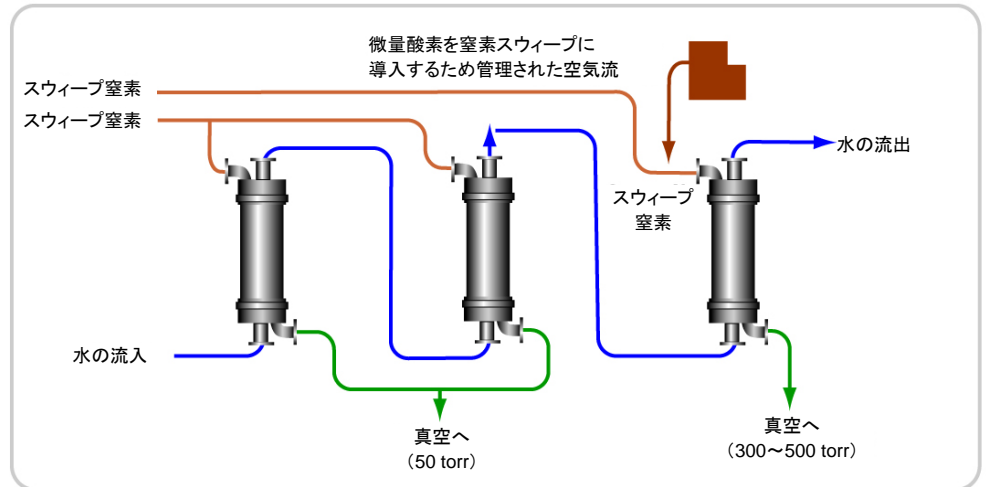 微量酸素を窒素スウィープに
導入するため管理された空気流
スウィープ窒素
スウィープ窒素
水の流出
スウィープ
窒素
水の流入
真空へ
(50 torr)
真空へ
(300～500 torr)